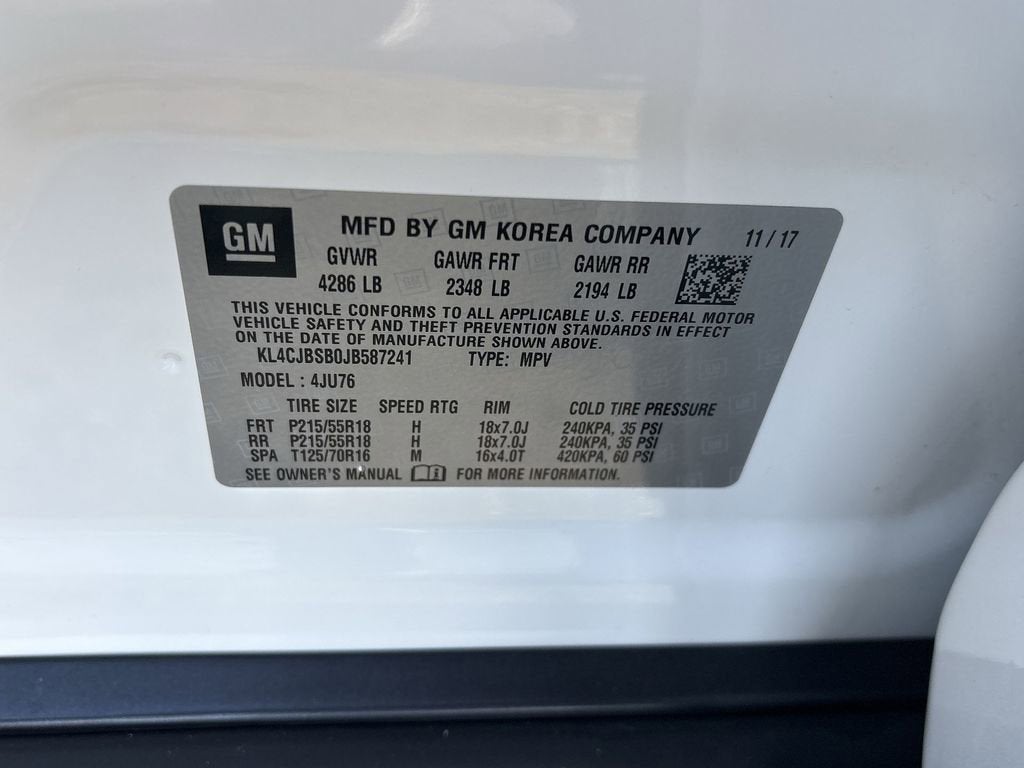 GM MFD BY GM KOREA COMPANY 11 / 17
GVWR GAWR FRT GAWR RR
4286 LB 2348 LB 2194 LB
THIS VEHICLE CONFORMS TO ALL APPLICABLE U.S. FEDERAL MOTOR
VEHICLE SAFETY AND THEFT PREVENTION STANDARDS IN EFFECT
ON THE DATE OF MANUFACTURE SHOWN ABOVE.
KL4CJBSB0JB587241 TYPE: MPV
MODEL : 4JU76
TIRE SIZE SPEED RTG RIM COLD TIRE PRESSURE
FRT P215/55R18 H 18x7.0J 240KPA, 35 PSI
RR P215/55R18 H 18x7.0J 240KPA, 35 PSI
SPA T125/70R16 M 16x4.0T 420KPA, 60 PSI
SEE OWNER'S MANUAL FOR MORE INFORMATION.